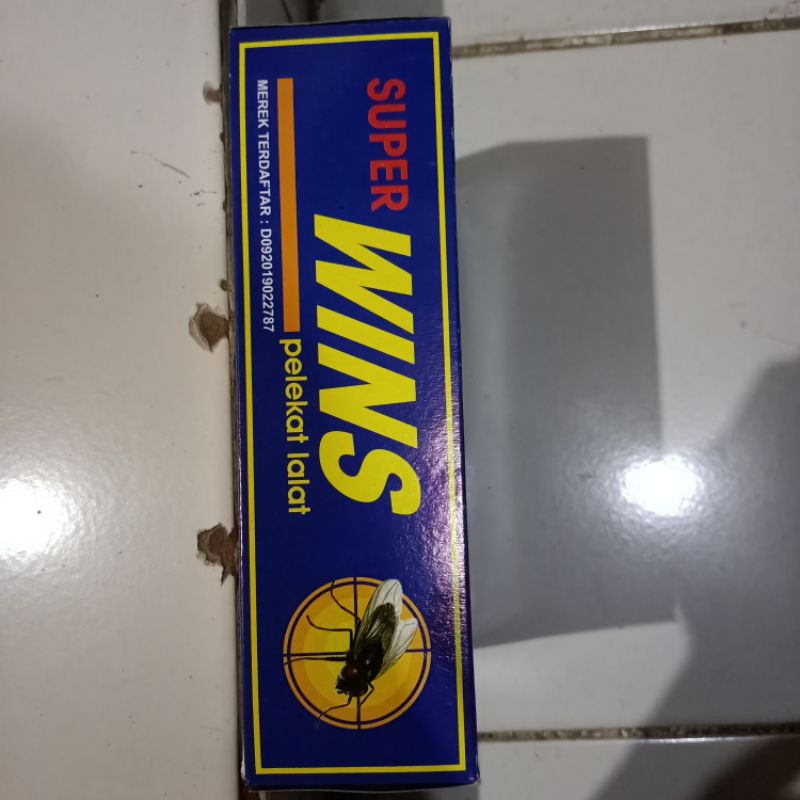 SUPER
WINS
pelekat lalat
MEREK TERDAFTAR : D092019022787